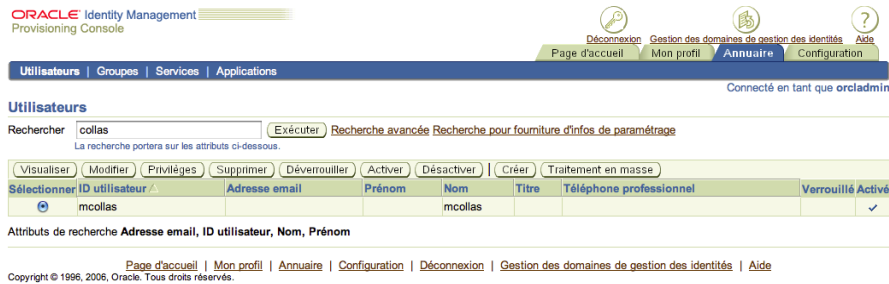 ORACLE Identity Management
Provisioning Console
Déconnexion Gestion des domaines de gestion des identités Aide
Page d'accueil Mon profil Annuaire Configuration
Utilisateurs | Groupes | Services | Applications
Connecté en tant que orcladmin
Utilisateurs
Rechercher collas Exécuter Recherche avancée Recherche pour fourniture d'infos de paramétrage
La recherche portera sur les attributs ci-dessous.
Visualiser Modifier Privilèges Supprimer Déverrouiller Activer Désactiver | Créer Traitement en masse
Sélectionner ID utilisateur Adresse email Prénom Nom Titre Téléphone professionnel Verrouillé Activé
mcollas mcollas
Attributs de recherche Adresse email, ID utilisateur, Nom, Prénom
Page d'accueil | Mon profil | Annuaire | Configuration | Déconnexion | Gestion des domaines de gestion des identités | Aide
Copyright © 1996, 2006, Oracle. Tous droits réservés.